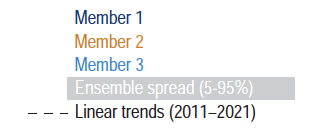 Member 1
Member 2
Member 3
Ensemble spread (5-95%)
Linear trends (2011–2021)